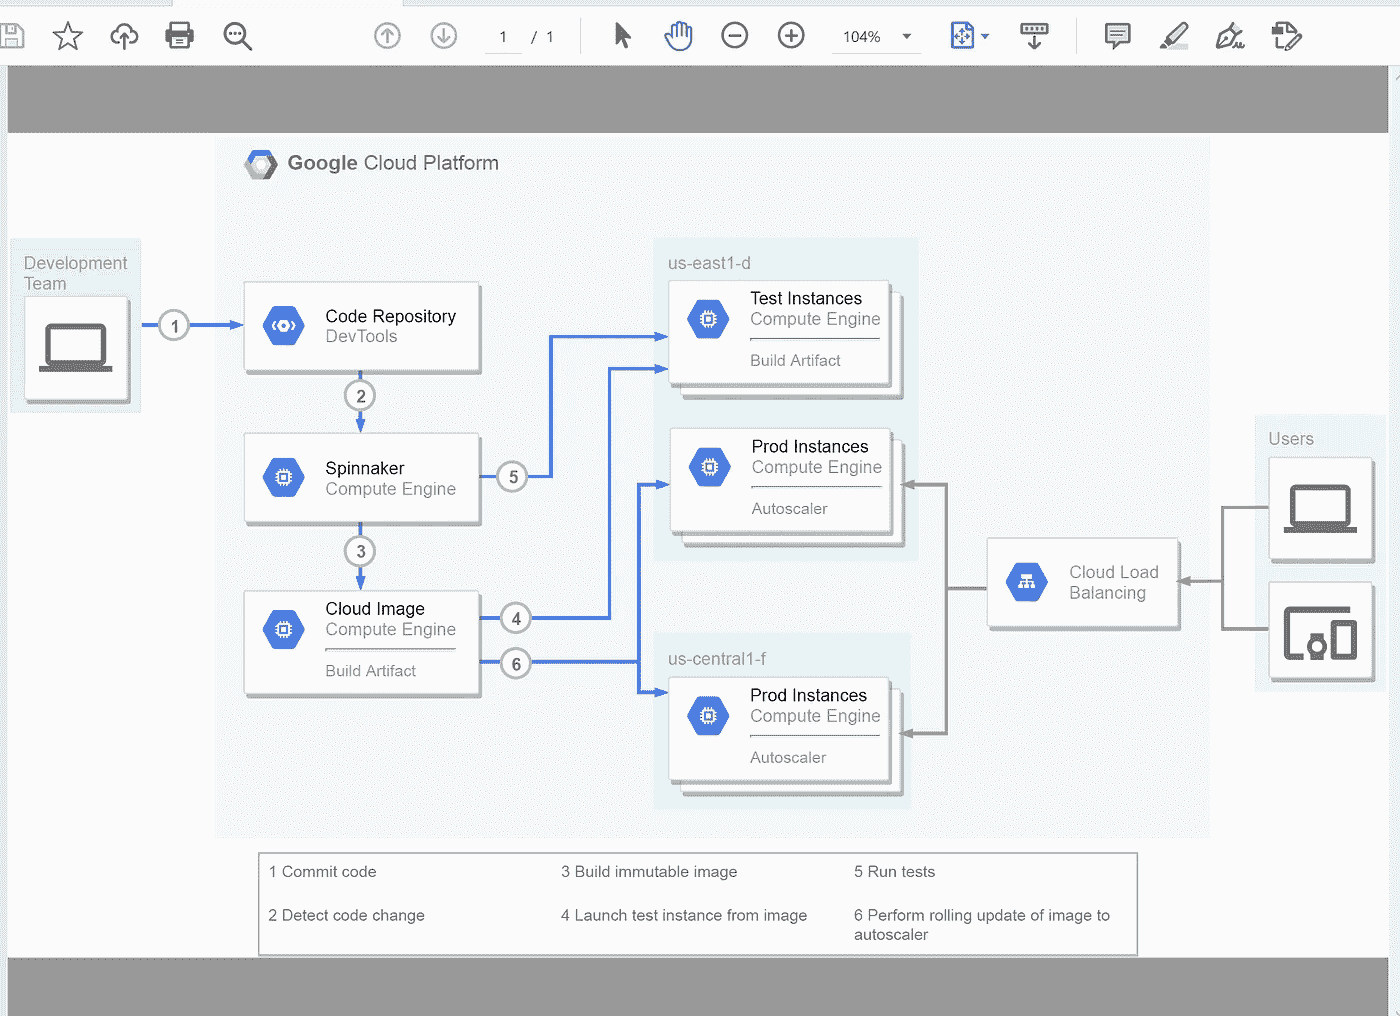 1 / 1
104%
Google Cloud Platform
Development
Team
1
Code Repository
DevTools
2
Spinnaker
Compute Engine
5
3
Cloud Image
Compute Engine
Build Artifact
4
6
us-east1-d
Test Instances
Compute Engine
Build Artifact
Prod Instances
Compute Engine
Autoscaler
us-central1-f
Prod Instances
Compute Engine
Autoscaler
Cloud Load
Balancing
Users
1 Commit code
2 Detect code change
3 Build immutable image
4 Launch test instance from image
5 Run tests
6 Perform rolling update of image to
autoscaler